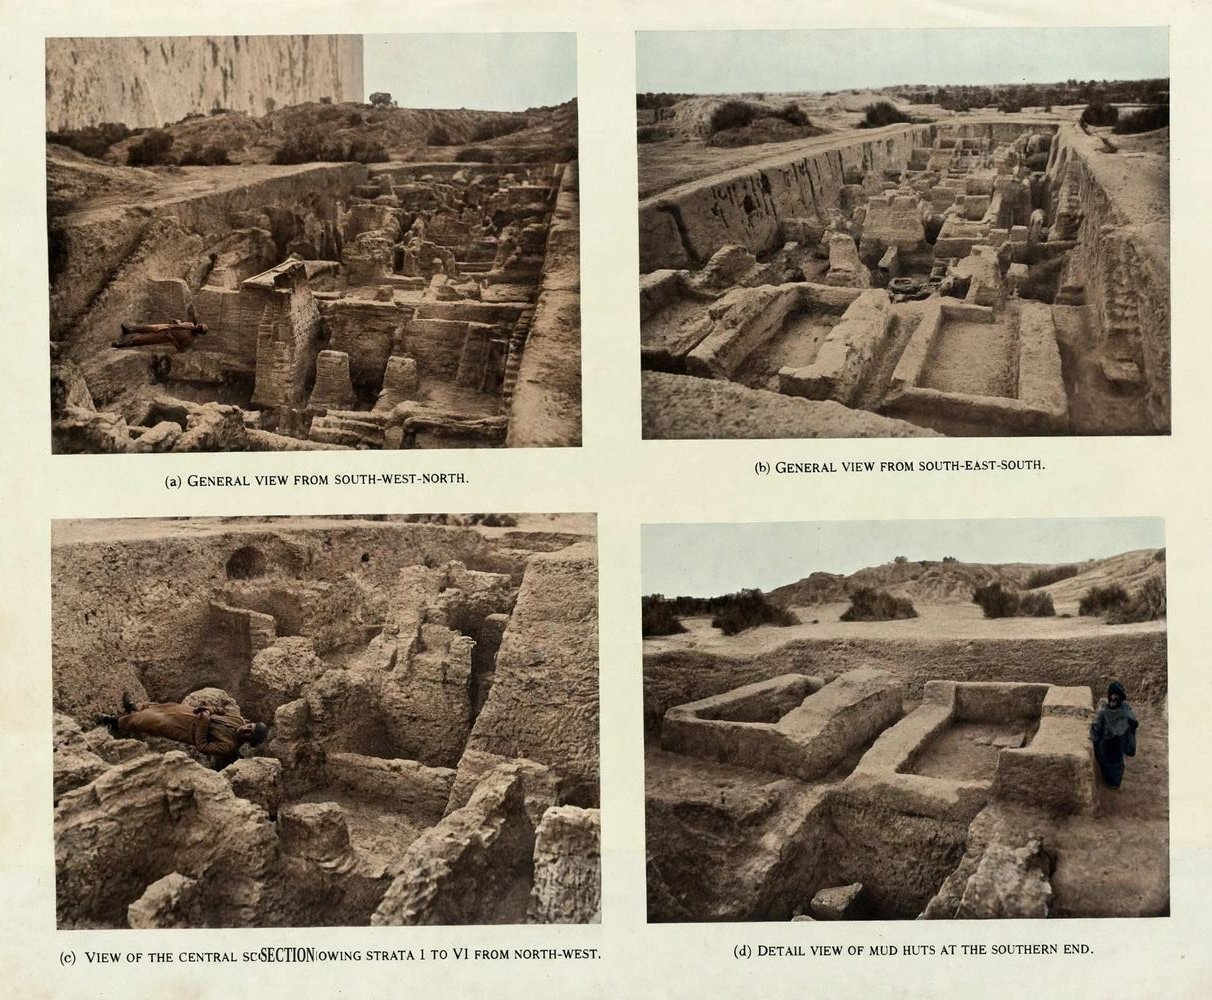 (a) GENERAL VIEW FROM SOUTH-WEST-NORTH.
(b) GENERAL VIEW FROM SOUTH-EAST-SOUTH.
(c) VIEW OF THE CENTRAL SCSECTIONOWING STRATA I TO VI FROM NORTH-WEST.
(d) DETAIL VIEW OF MUD HUTS AT THE SOUTHERN END.